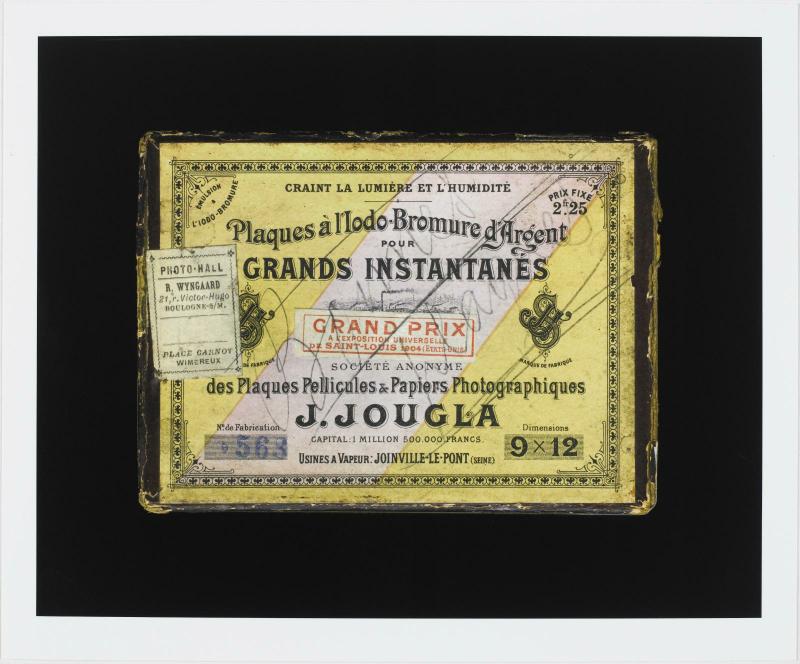 CRAINT LA LUMIÈRE ET L'HUMIDITÉ
EMULSION
A
L'IODO-BROMURE
PRIX FIXE
2fr.25
Plaques à l'Iodo-Bromure d'Argent
POUR
GRANDS INSTANTANÉS
PHOTO-HALL
R. WYNGAARD
21, r. Victor-Hugo
BOULOGNE-S/M.
PLACE CARNOT
WIMEREUX
GRAND PRIX
A L'EXPOSITION UNIVERSELLE
DE SAINT-LOUIS 1904 (ÉTATS-UNIS)
DE FABRIQUE
MARQUE DE FABRIQUE
SOCIÉTÉ ANONYME
des Plaques Pellicules & Papiers Photographiques
J. JOUGLA
No. de Fabrication
563
CAPITAL: 1 MILLION 500.000 FRANCS
Dimensions
9 × 12
USINES A VAPEUR: JOINVILLE-LE-PONT (SEINE)